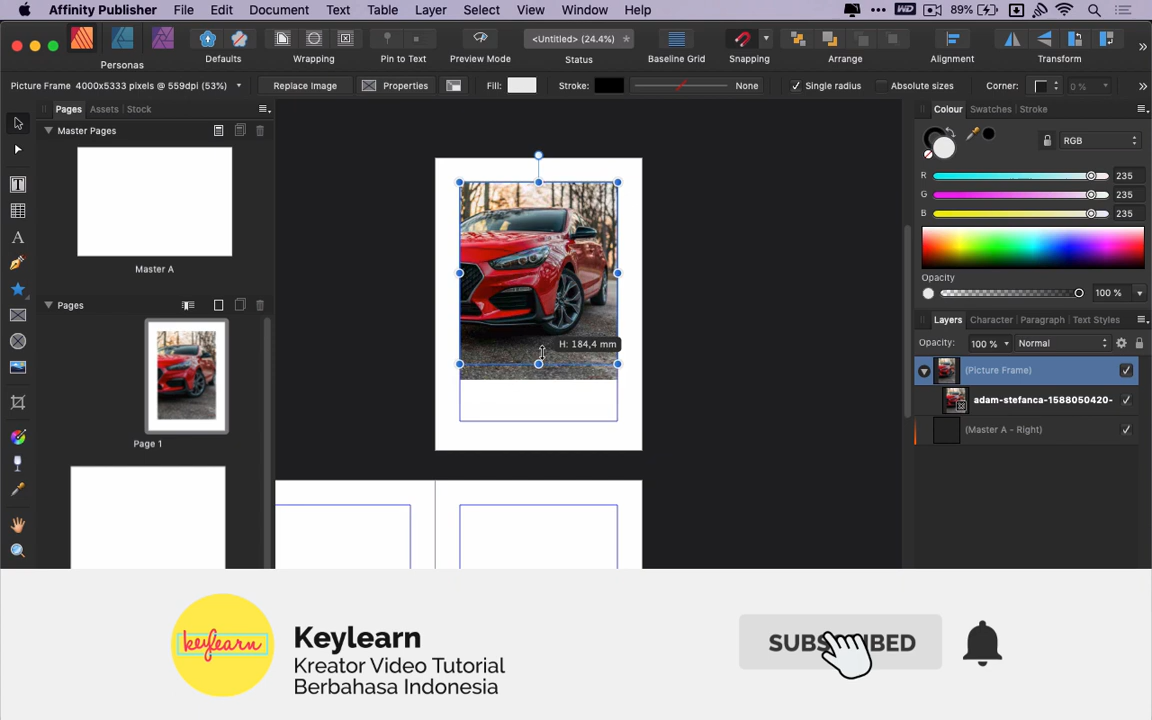 Affinity Publisher File Edit Document Text Table Layer Select View Window Help
WD 89%
Personas Defaults Wrapping Pin to Text Preview Mode <Untitled> (24.4%) * Status Baseline Grid Snapping Arrange Alignment Transform
Picture Frame 4000x5333 pixels @ 559dpi (53%) Replace Image Properties Fill: Stroke: None Single radius Absolute sizes Corner: 0 %
Pages Assets Stock
Master Pages
Master A
Pages
Page 1
H: 184,4 mm
Colour Swatches Stroke
RGB
R 235
G 235
B 235
Opacity
100 %
Layers Character Paragraph Text Styles
Opacity: 100 % Normal
(Picture Frame)
adam-stefanca-1588050420-
(Master A - Right)
keylearn
Keylearn
Kreator Video Tutorial
Berbahasa Indonesia
SUBSCRIBED